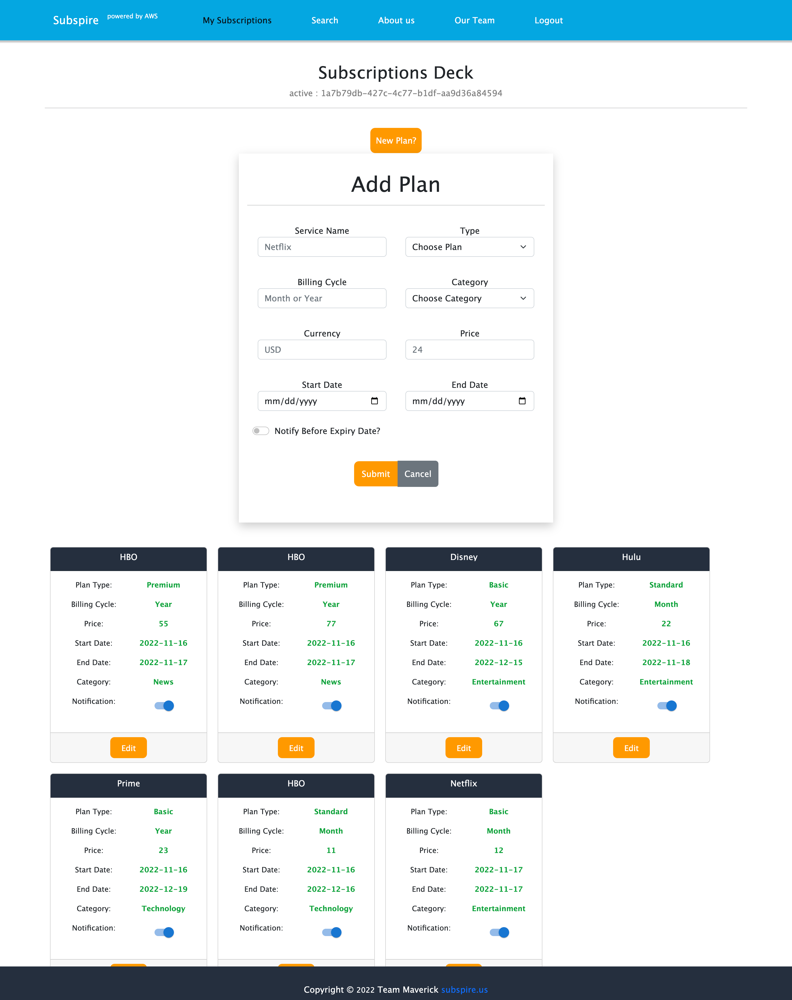 Subspire powered by AWS My Subscriptions Search About us Our Team Logout
Subscriptions Deck
active : 1a7b79db-427c-4c77-b1df-aa9d36a84594
New Plan?
Add Plan
Service Name Type
Netflix Choose Plan
Billing Cycle Category
Month or Year Choose Category
Currency Price
USD 24
Start Date End Date
mm/dd/yyyy mm/dd/yyyy
Notify Before Expiry Date?
Submit Cancel
HBO HBO Disney Hulu
Plan Type: Premium Plan Type: Premium Plan Type: Basic Plan Type: Standard
Billing Cycle: Year Billing Cycle: Year Billing Cycle: Year Billing Cycle: Month
Price: 55 Price: 77 Price: 67 Price: 22
Start Date: 2022-11-16 Start Date: 2022-11-16 Start Date: 2022-11-16 Start Date: 2022-11-16
End Date: 2022-11-17 End Date: 2022-11-17 End Date: 2022-12-15 End Date: 2022-11-18
Category: News Category: News Category: Entertainment Category: Entertainment
Notification: Notification: Notification: Notification:
Edit Edit Edit Edit
Prime HBO Netflix
Plan Type: Basic Plan Type: Standard Plan Type: Basic
Billing Cycle: Year Billing Cycle: Month Billing Cycle: Month
Price: 23 Price: 11 Price: 12
Start Date: 2022-11-16 Start Date: 2022-11-16 Start Date: 2022-11-17
End Date: 2022-12-19 End Date: 2022-12-16 End Date: 2022-11-17
Category: Technology Category: Technology Category: Entertainment
Notification: Notification: Notification:
Copyright © 2022 Team Maverick subspire.us